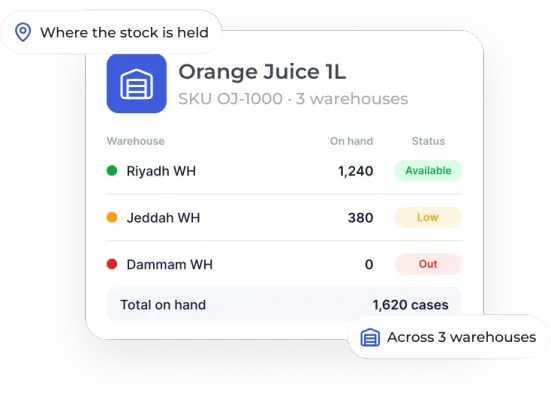 Where the stock is held
Orange Juice 1L
SKU OJ-1000 · 3 warehouses
Warehouse On hand Status
Riyadh WH 1,240 Available
Jeddah WH 380 Low
Dammam WH 0 Out
Total on hand 1,620 cases
Across 3 warehouses